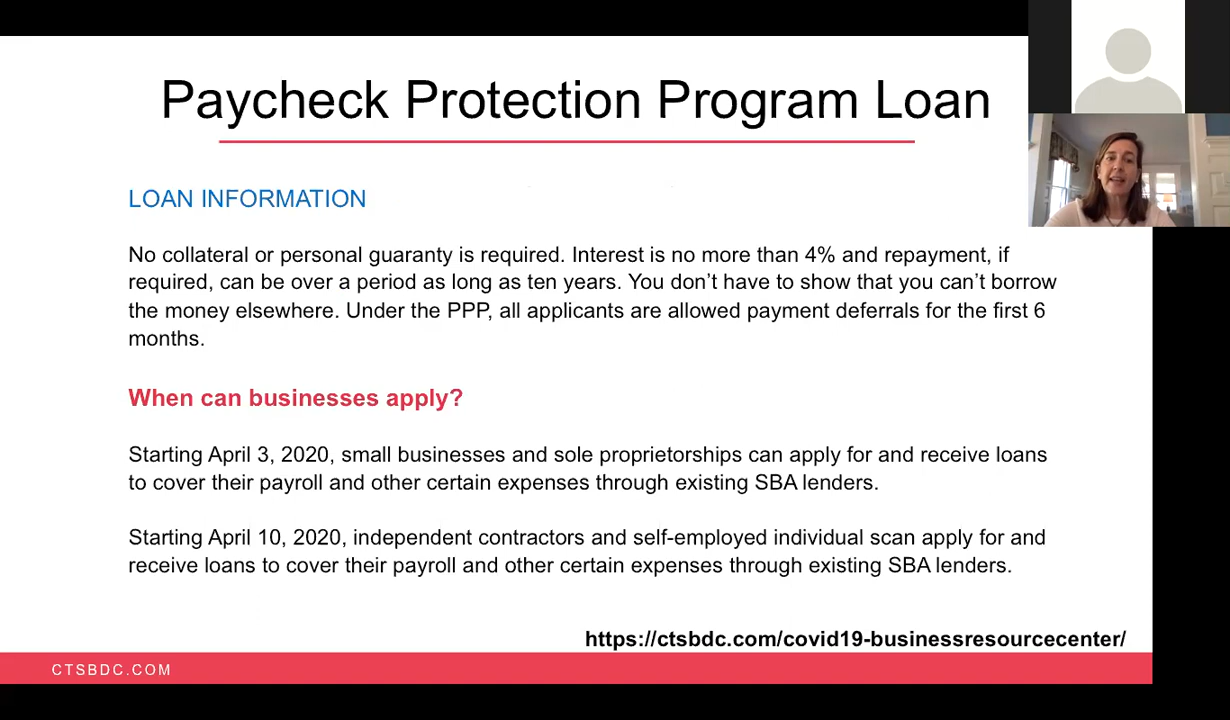 Paycheck Protection Program Loan
LOAN INFORMATION
No collateral or personal guaranty is required. Interest is no more than 4% and repayment, if
required, can be over a period as long as ten years. You don’t have to show that you can’t borrow
the money elsewhere. Under the PPP, all applicants are allowed payment deferrals for the first 6
months.
When can businesses apply?
Starting April 3, 2020, small businesses and sole proprietorships can apply for and receive loans
to cover their payroll and other certain expenses through existing SBA lenders.
Starting April 10, 2020, independent contractors and self-employed individual scan apply for and
receive loans to cover their payroll and other certain expenses through existing SBA lenders.
https://ctsbdc.com/covid19-businessresourcecenter/
CTSBDC.COM